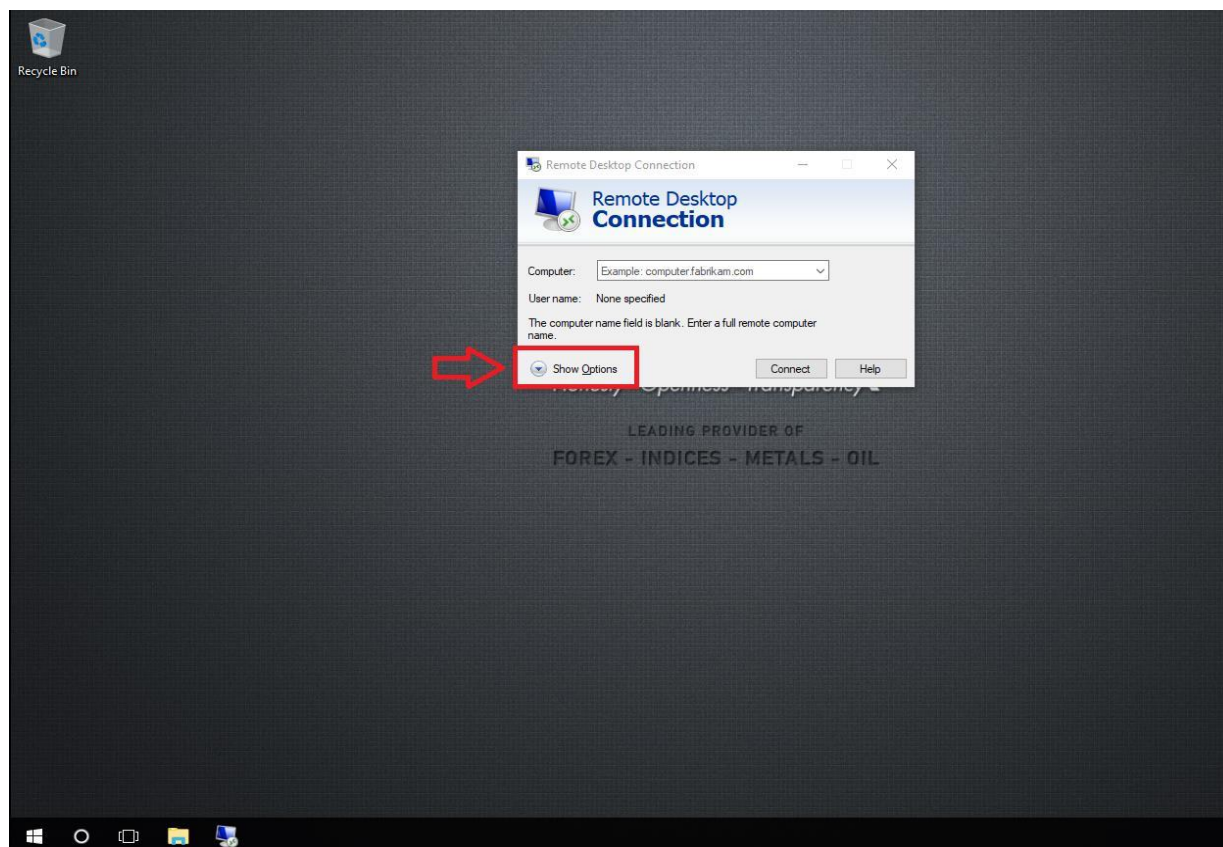 Recycle Bin
Remote Desktop Connection
Remote Desktop
Connection
Computer:
Example: computer.fabrikam.com
User name:
None specified
The computer name field is blank. Enter a full remote computer
name.
Show Options
Connect
Help
Openness
Transparency
LEADING PROVIDER OF
FOREX - INDICES - METALS - OIL